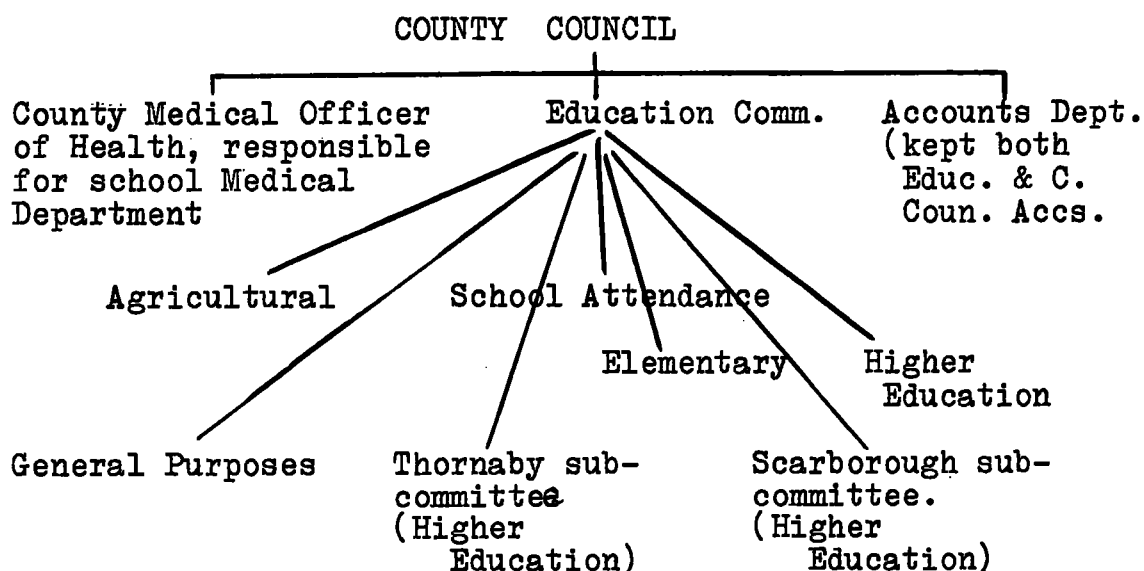 COUNTY COUNCIL
County Medical Officer
of Health, responsible
for school Medical
Department
Education Comm.
Accounts Dept.
(kept both
Educ. & C.
Coun. Accs.
Agricultural
School Attendance
Elementary
Higher
Education
General Purposes
Thornaby sub-
committee
(Higher
Education)
Scarborough sub-
committee.
(Higher
Education)